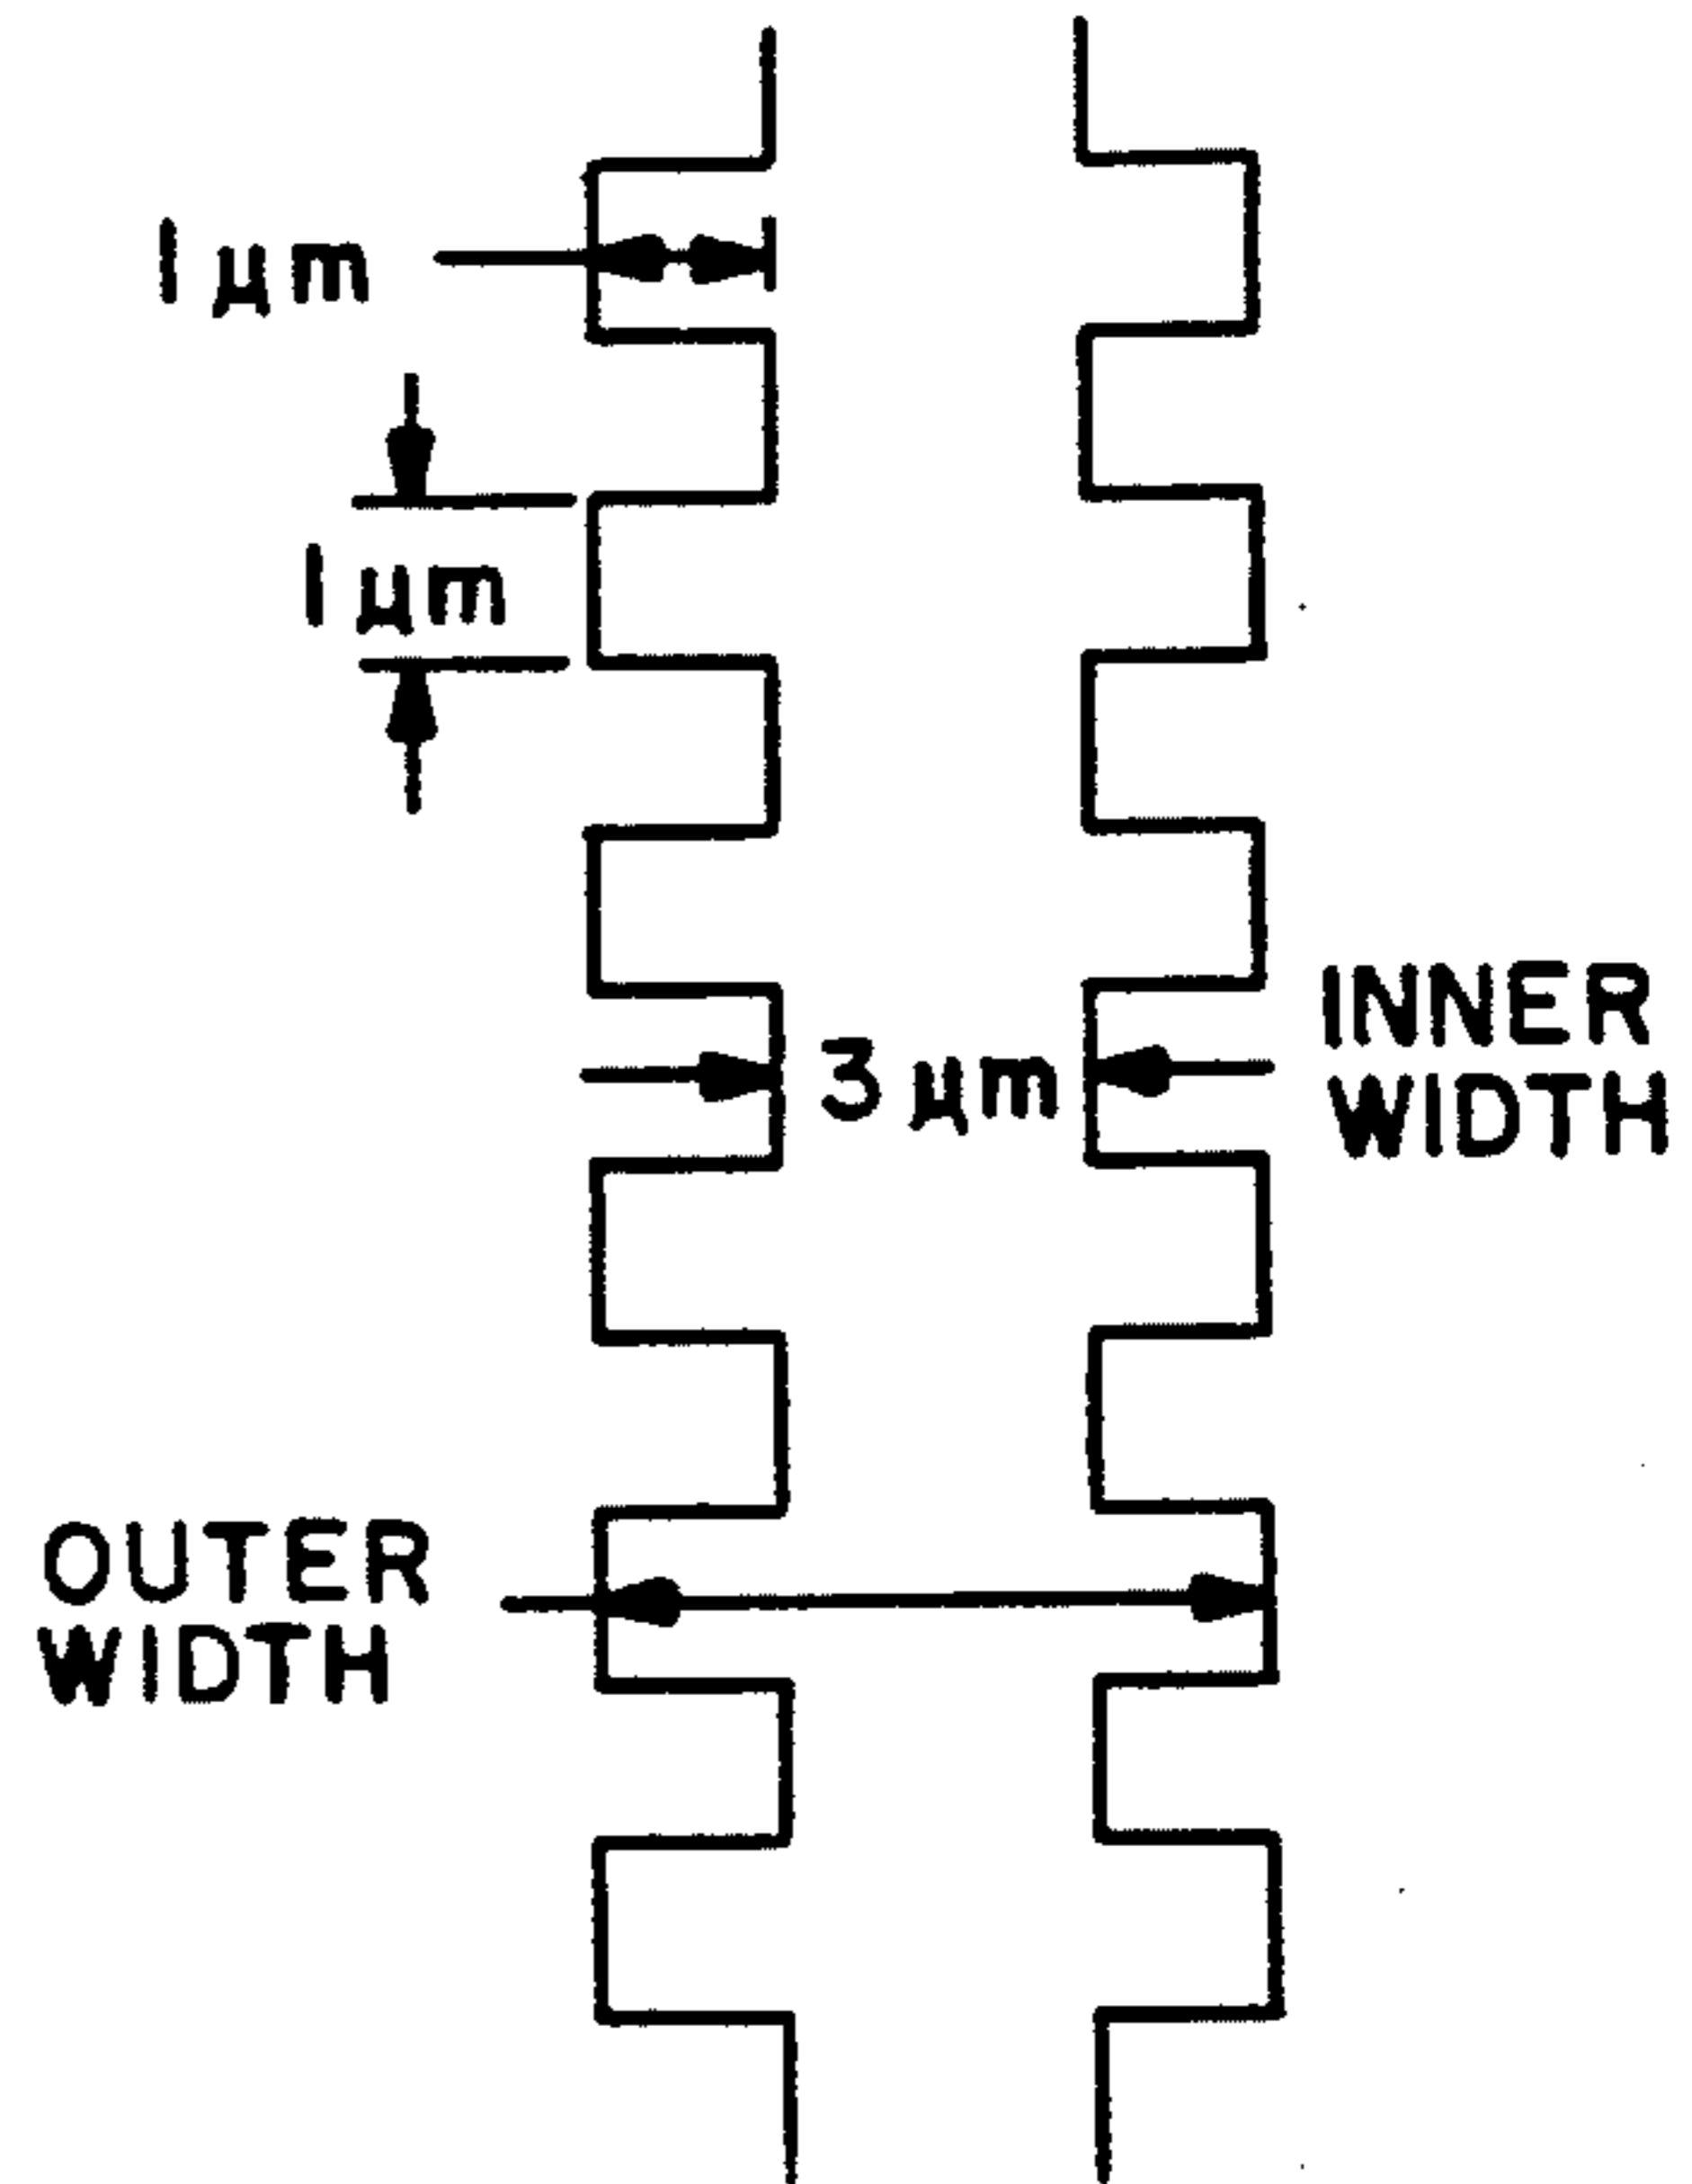 1 μm
1 μm
3 μm
INNER
WIDTH
OUTER
WIDTH